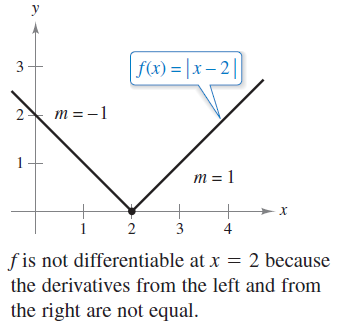 y
3
f(x) = |x – 2|
2
m = –1
1
m = 1
x
1 2 3 4
f is not differentiable at x = 2 because
the derivatives from the left and from
the right are not equal.